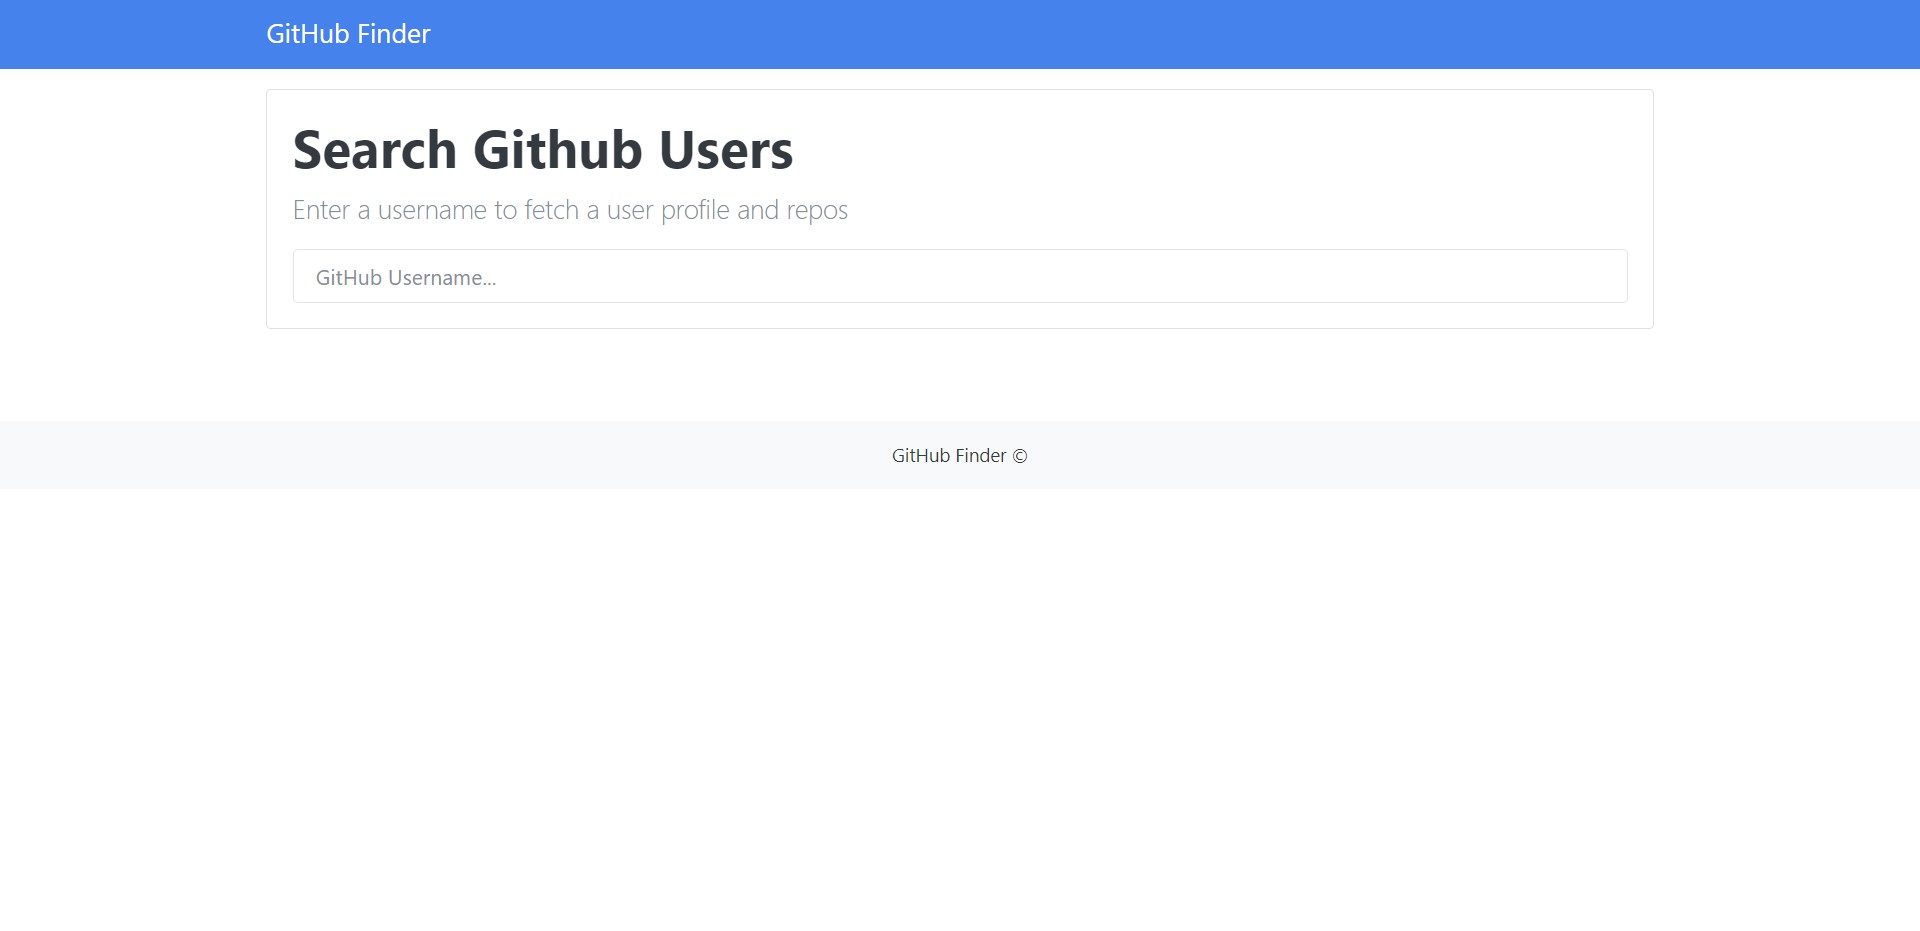 GitHub Finder
Search Github Users
Enter a username to fetch a user profile and repos
GitHub Username...
GitHub Finder ©